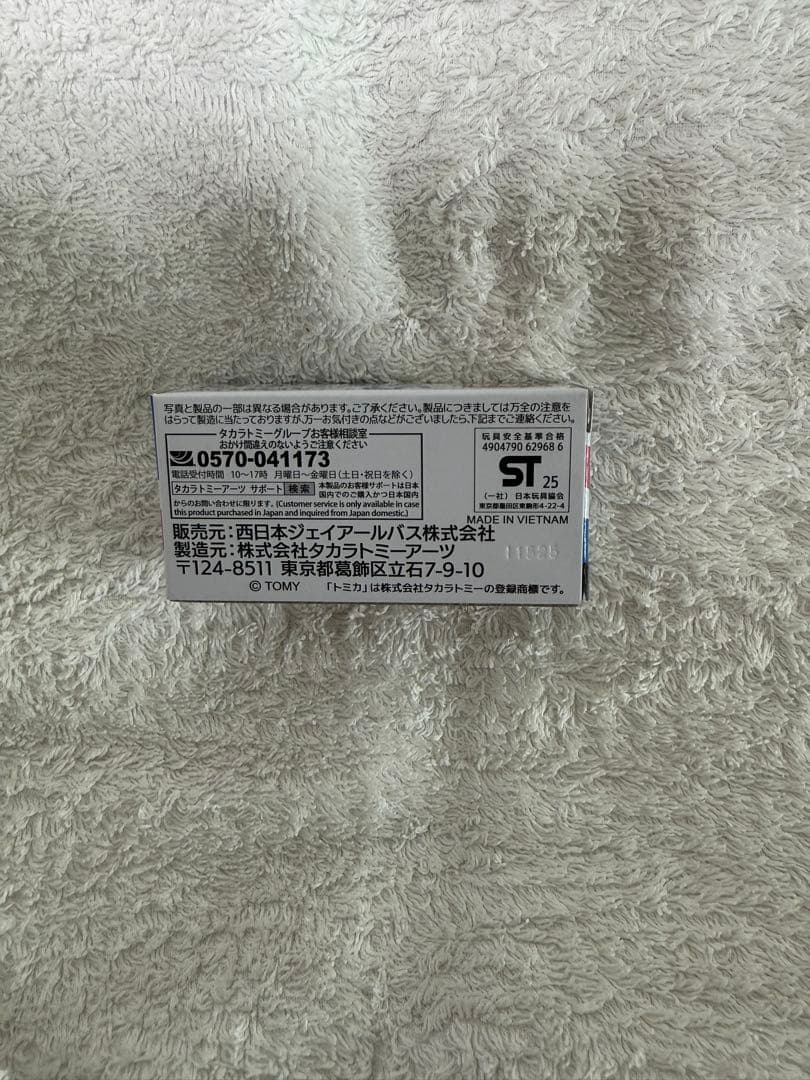 写真と製品の一部は異なる場合があります。ご了承ください。製品につきましては万全の注意を
はらって製造に当たっておりますが、万一お気付きの点などがございましたら、下記までご連絡ください。
タカラトミーグループお客様相談室
おかけ間違えのないようご注意ください
0570-041173
電話受付時間 10〜17時 月曜日〜金曜日(土日・祝日を除く)
タカラトミーアーツ サポート 検索 本製品のお客様サポートは日本
国内でのご購入かつ日本国内
からのお問い合わせに限ります。(Customer service is only available in case
this product purchased in Japan and inquired from Japan domestic.)
玩具安全基準合格
4904790 62968 6
ST 25
(一社) 日本玩具協会
東京都墨田区東駒形4-22-4
MADE IN VIETNAM
販売元:西日本ジェイアールバス株式会社
製造元:株式会社タカラトミーアーツ
〒124-8511 東京都葛飾区立石7-9-10
© TOMY 「トミカ」は株式会社タカラトミーの登録商標です。